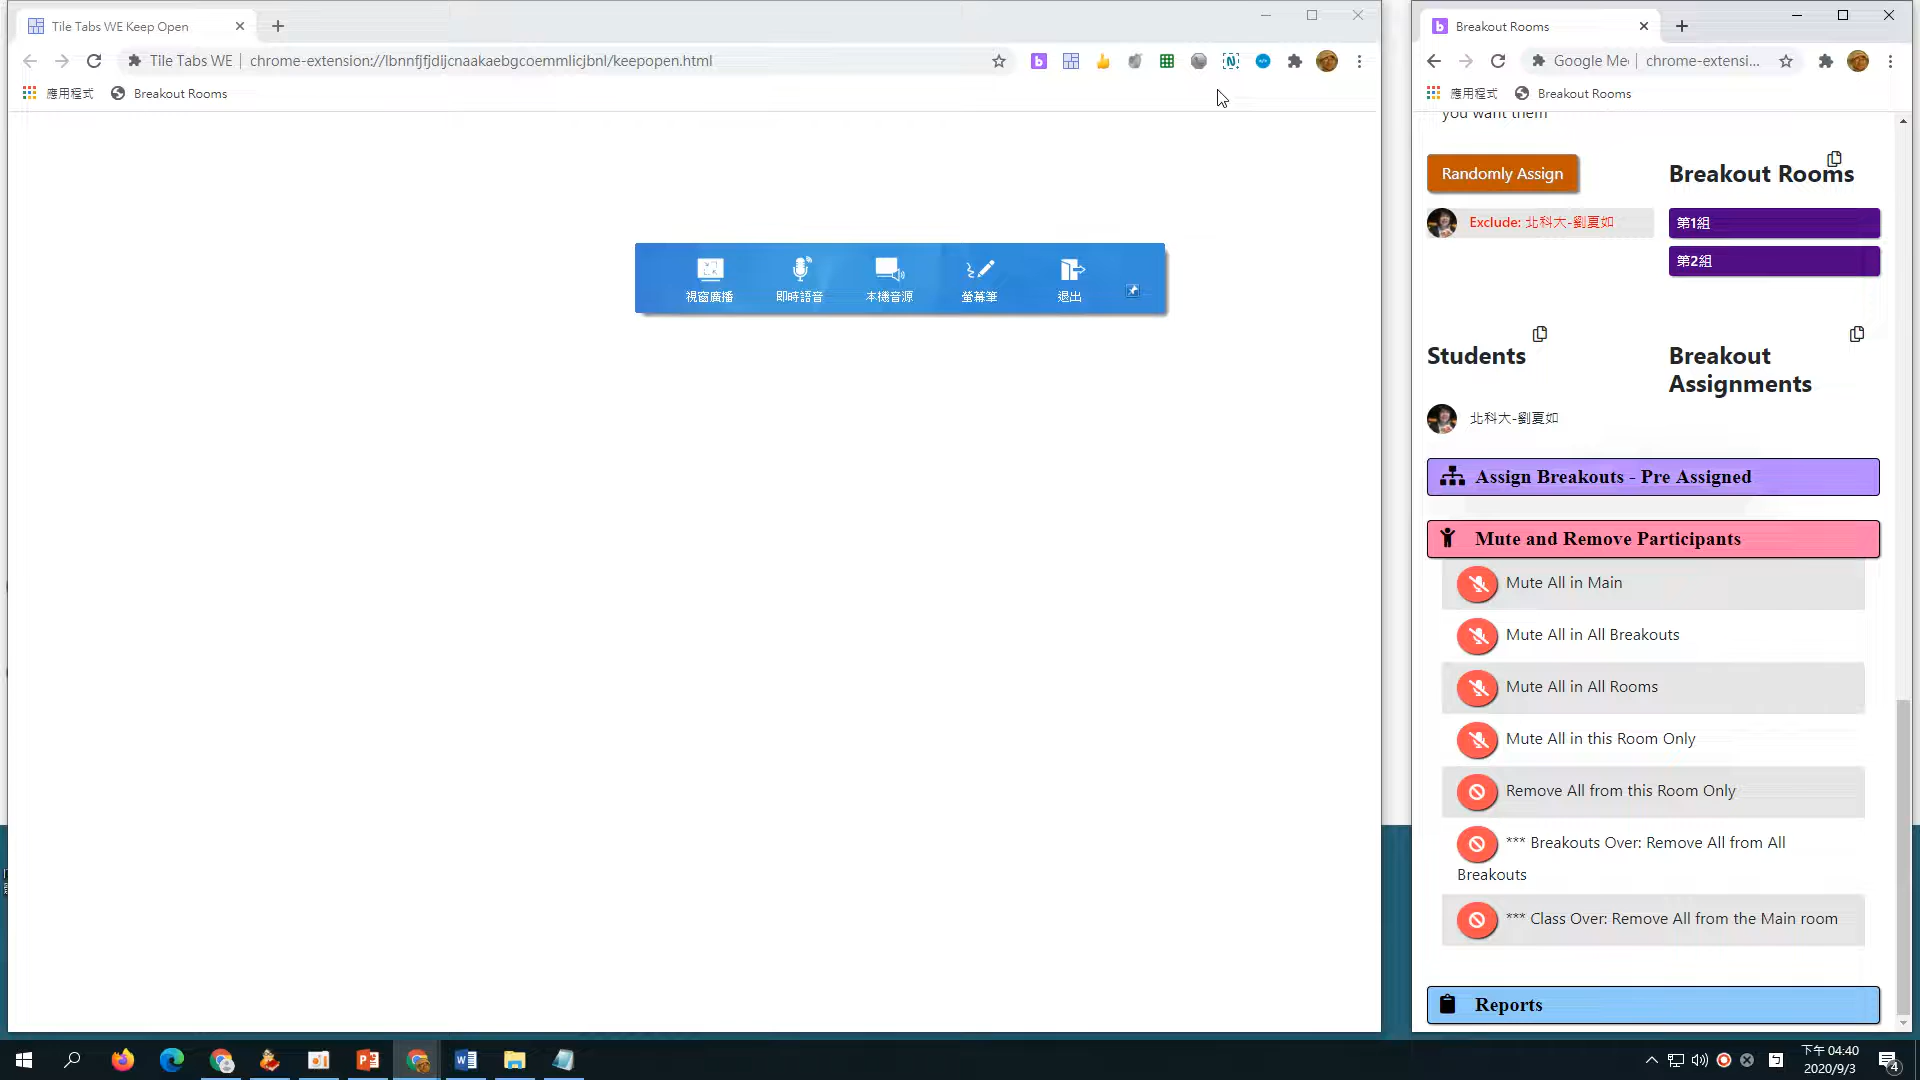 Tile Tabs WE Keep Open
Tile Tabs WE
chrome-extension://lbnnfjfjdijcnaakaebgcoemmlicjbnl/keepopen.html
應用程式
Breakout Rooms
視窗廣播
即時語音
本機音源
螢幕筆
退出
Breakout Rooms
Google Me
chrome-extensi...
應用程式
Breakout Rooms
you want them
Randomly Assign
Breakout Rooms
Exclude: 北科大-劉夏如
第1組
第2組
Students
Breakout
Assignments
北科大-劉夏如
Assign Breakouts - Pre Assigned
Mute and Remove Participants
Mute All in Main
Mute All in All Breakouts
Mute All in All Rooms
Mute All in this Room Only
Remove All from this Room Only
*** Breakouts Over: Remove All from All
Breakouts
*** Class Over: Remove All from the Main room
Reports
下午 04:40
2020/9/3
4